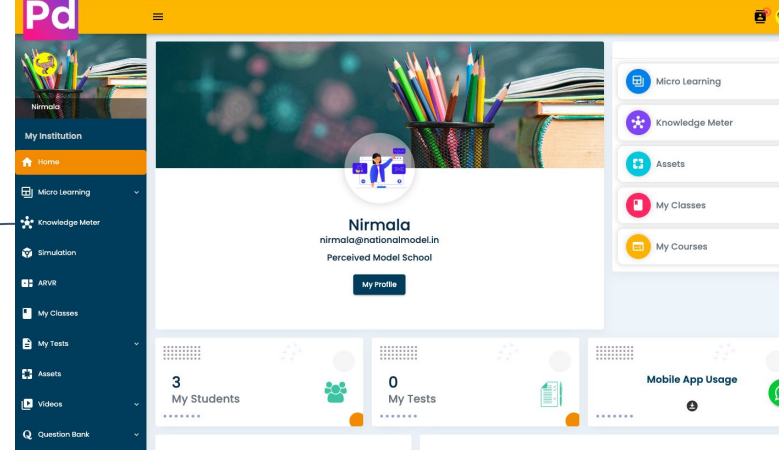 Pd
Nirmala
My Institution
Home
Micro Learning
Knowledge Meter
Simulation
ARVR
My Classes
My Tests
Assets
Videos
Question Bank
Nirmala
nirmala@nationalmodel.in
Perceived Model School
My Profile
Micro Learning
Knowledge Meter
Assets
My Classes
My Courses
3
My Students
0
My Tests
Mobile App Usage